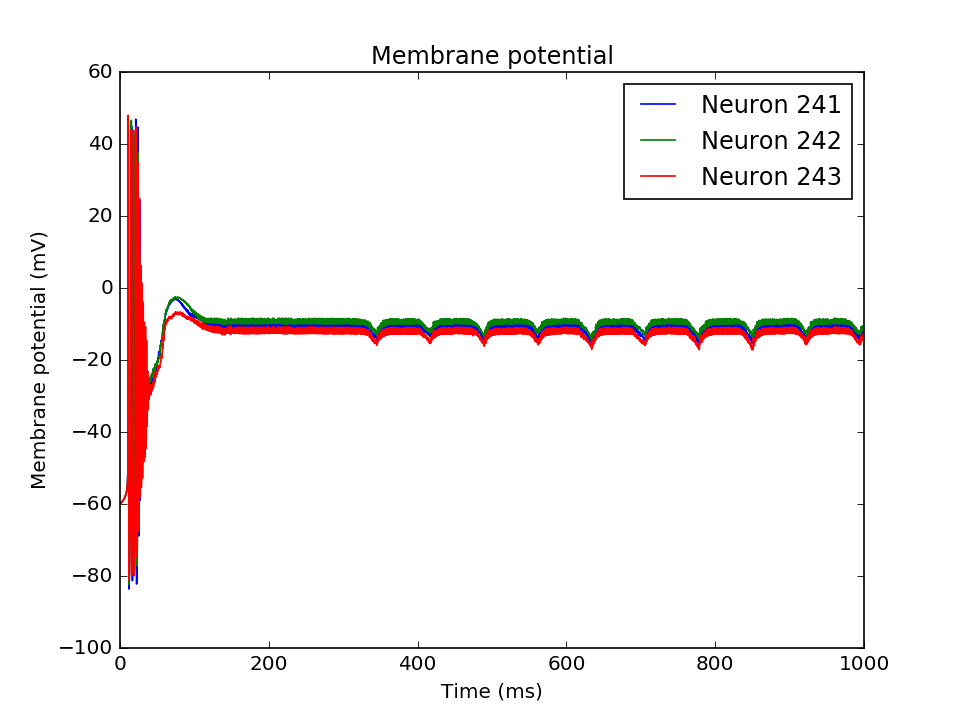 Membrane potential
60
40
20
0
−20
−40
−60
−80
−100
Membrane potential (mV)
Neuron 241
Neuron 242
Neuron 243
0 200 400 600 800 1000
Time (ms)